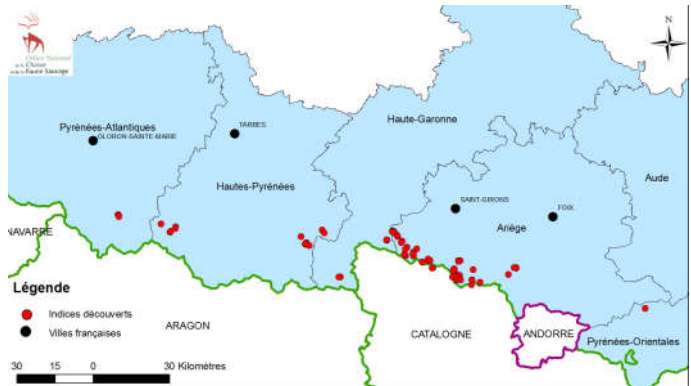 Office National
de la Chasse
et de la Faune Sauvage
N
Haute-Garonne
TARBES
Pyrénées-Atlantiques
OLORON-SAINTE-MARIE
Aude
Hautes-Pyrénées
SAINT-GIRONS
FOIX
Ariège
NAVARRE
Légende
Indices découverts
Villes françaises
ARAGON
CATALOGNE
ANDORRE
Pyrénées-Orientales
30 15 0 30 Kilomètres